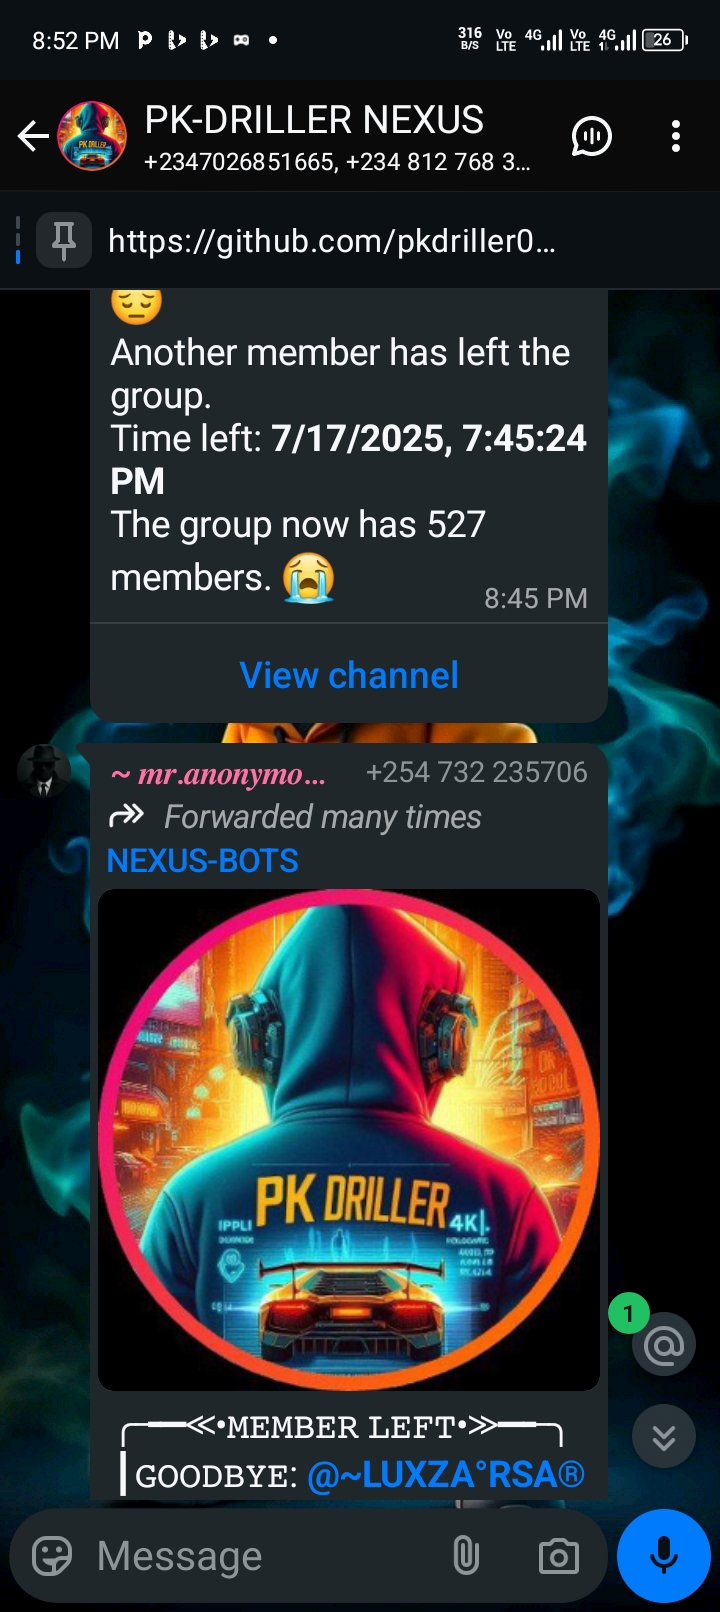 8:52 PM
316 B/S Vo LTE 4G Vo LTE 4G 26
PK-DRILLER NEXUS
+2347026851665, +234 812 768 3...
https://github.com/pkdriller0...
😔
Another member has left the
group.
Time left: 7/17/2025, 7:45:24
PM
The group now has 527
members. 😭
8:45 PM
View channel
~ mr.anonymo... +254 732 235706
Forwarded many times
NEXUS-BOTS
PK DRILLER
IPPLI
4K
╭──━━≪•MEMBER LEFT•≫━━──╮
┃GOODBYE: @~LUXZA°RSA®
1
Message